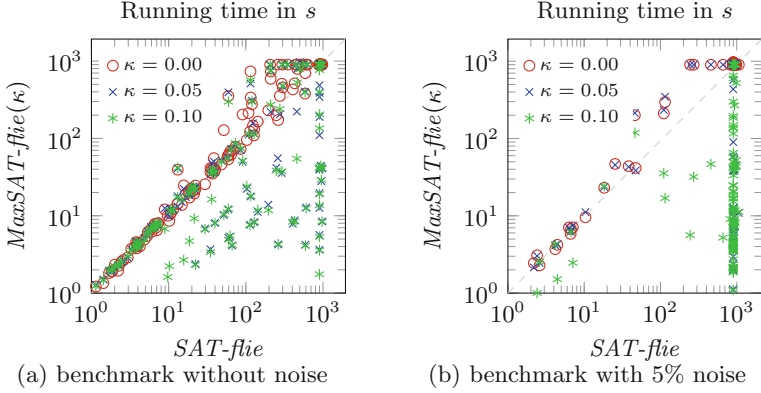 Running time in s
MaxSAT-flie(κ)
10³
10²
10¹
10⁰
κ = 0.00
κ = 0.05
κ = 0.10
10⁰ 10¹ 10² 10³
SAT-flie
(a) benchmark without noise
Running time in s
MaxSAT-flie(κ)
10³
10²
10¹
10⁰
κ = 0.00
κ = 0.05
κ = 0.10
10⁰ 10¹ 10² 10³
SAT-flie
(b) benchmark with 5% noise